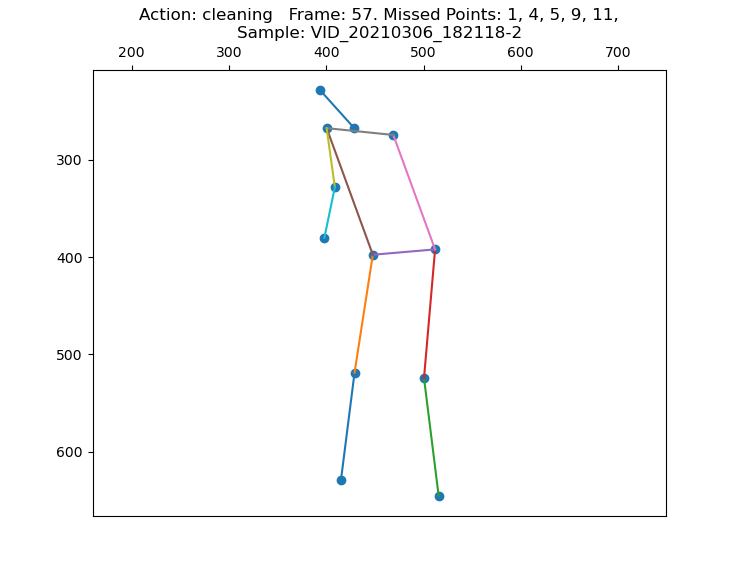 Action: cleaning   Frame: 57. Missed Points: 1, 4, 5, 9, 11,
Sample: VID_20210306_182118-2
200 300 400 500 600 700
300
400
500
600